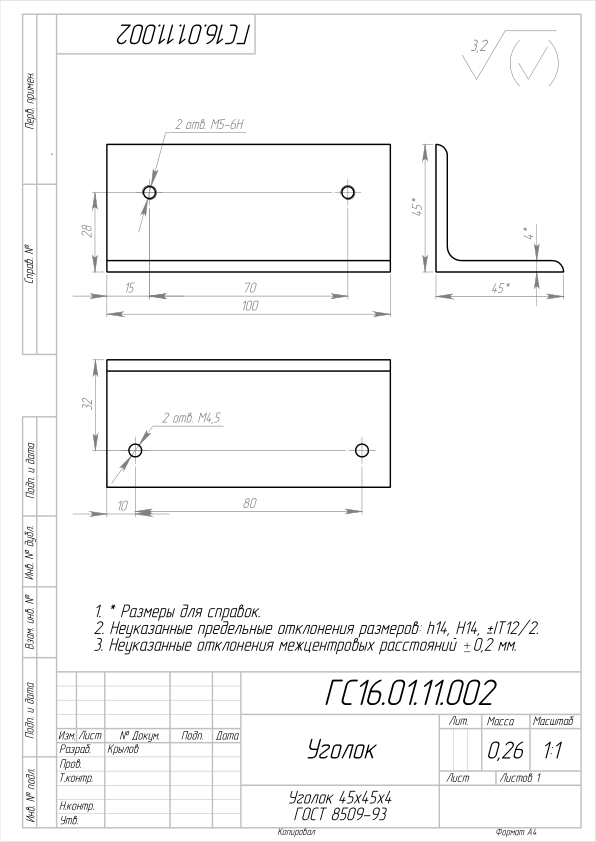 ГС16.01.11.002
3,2
Перв. примен.
Справ. №
2 отв. М5-6Н
28
15
70
100
45*
4*
45*
32
2 отв. М4,5
10
80
Подп. и дата
Инв. № дубл.
Взам. инв. №
Подп. и дата
Инв. № подл.
1. * Размеры для справок.
2. Неуказанные предельные отклонения размеров: h14, H14, ±IT12/2.
3. Неуказанные отклонения межцентровых расстояний ±0,2 мм.
ГС16.01.11.002
Изм. Лист № Докум. Подп. Дата
Разраб. Крылов
Пров.
Т.контр.
Н.контр.
Утв.
Уголок
Лит. Масса Масштаб
0,26 1:1
Лист Листов 1
Уголок 45х45х4
ГОСТ 8509-93
Копировал Формат А4